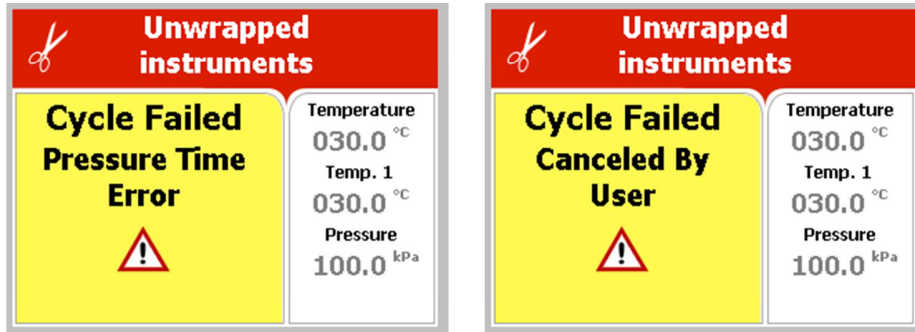 Unwrapped
instruments
Cycle Failed
Pressure Time
Error
Temperature
030.0 °C
Temp. 1
030.0 °C
Pressure
100.0 kPa
Unwrapped
instruments
Cycle Failed
Canceled By
User
Temperature
030.0 °C
Temp. 1
030.0 °C
Pressure
100.0 kPa